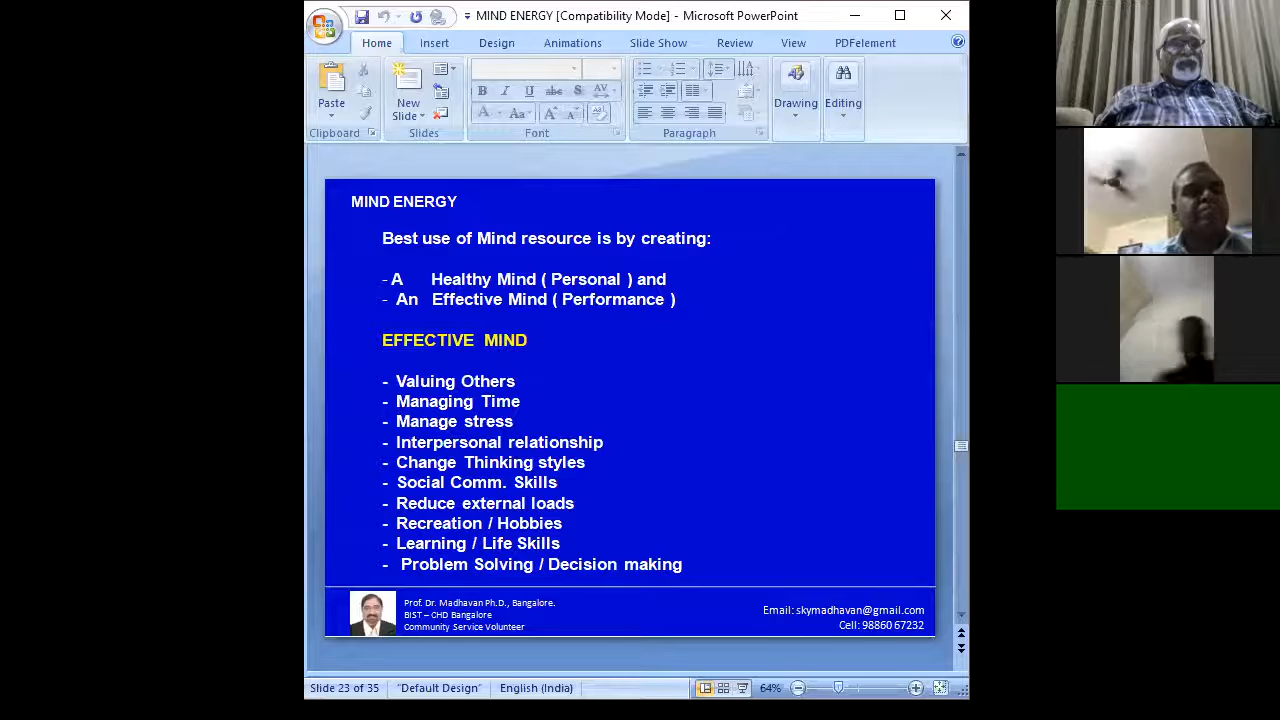 MIND ENERGY [Compatibility Mode] - Microsoft PowerPoint
Home Insert Design Animations Slide Show Review View PDFelement
Paste New Slide Drawing Editing
Clipboard Slides Font Paragraph
MIND ENERGY
Best use of Mind resource is by creating:
- A Healthy Mind ( Personal ) and
- An Effective Mind ( Performance )
EFFECTIVE MIND
- Valuing Others
- Managing Time
- Manage stress
- Interpersonal relationship
- Change Thinking styles
- Social Comm. Skills
- Reduce external loads
- Recreation / Hobbies
- Learning / Life Skills
- Problem Solving / Decision making
Prof. Dr. Madhavan Ph.D., Bangalore.
BIST – CHD Bangalore
Community Service Volunteer
Email: skymadhavan@gmail.com
Cell: 98860 67232
Slide 23 of 35 "Default Design" English (India) 64%